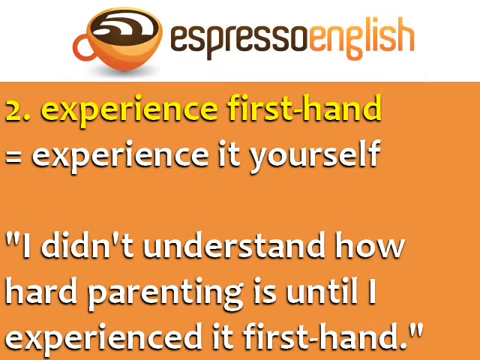 espressoenglish
2. experience first-hand
= experience it yourself
"I didn't understand how
hard parenting is until I
experienced it first-hand."